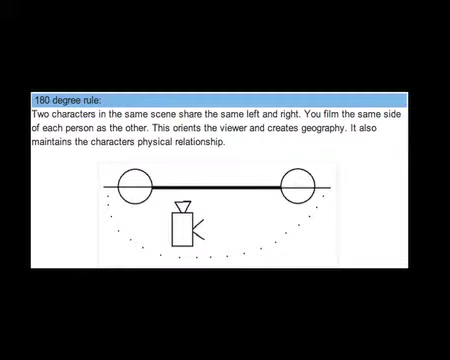 180 degree rule:
Two characters in the same scene share the same left and right. You film the same side
of each person as the other. This orients the viewer and creates geography. It also
maintains the characters physical relationship.